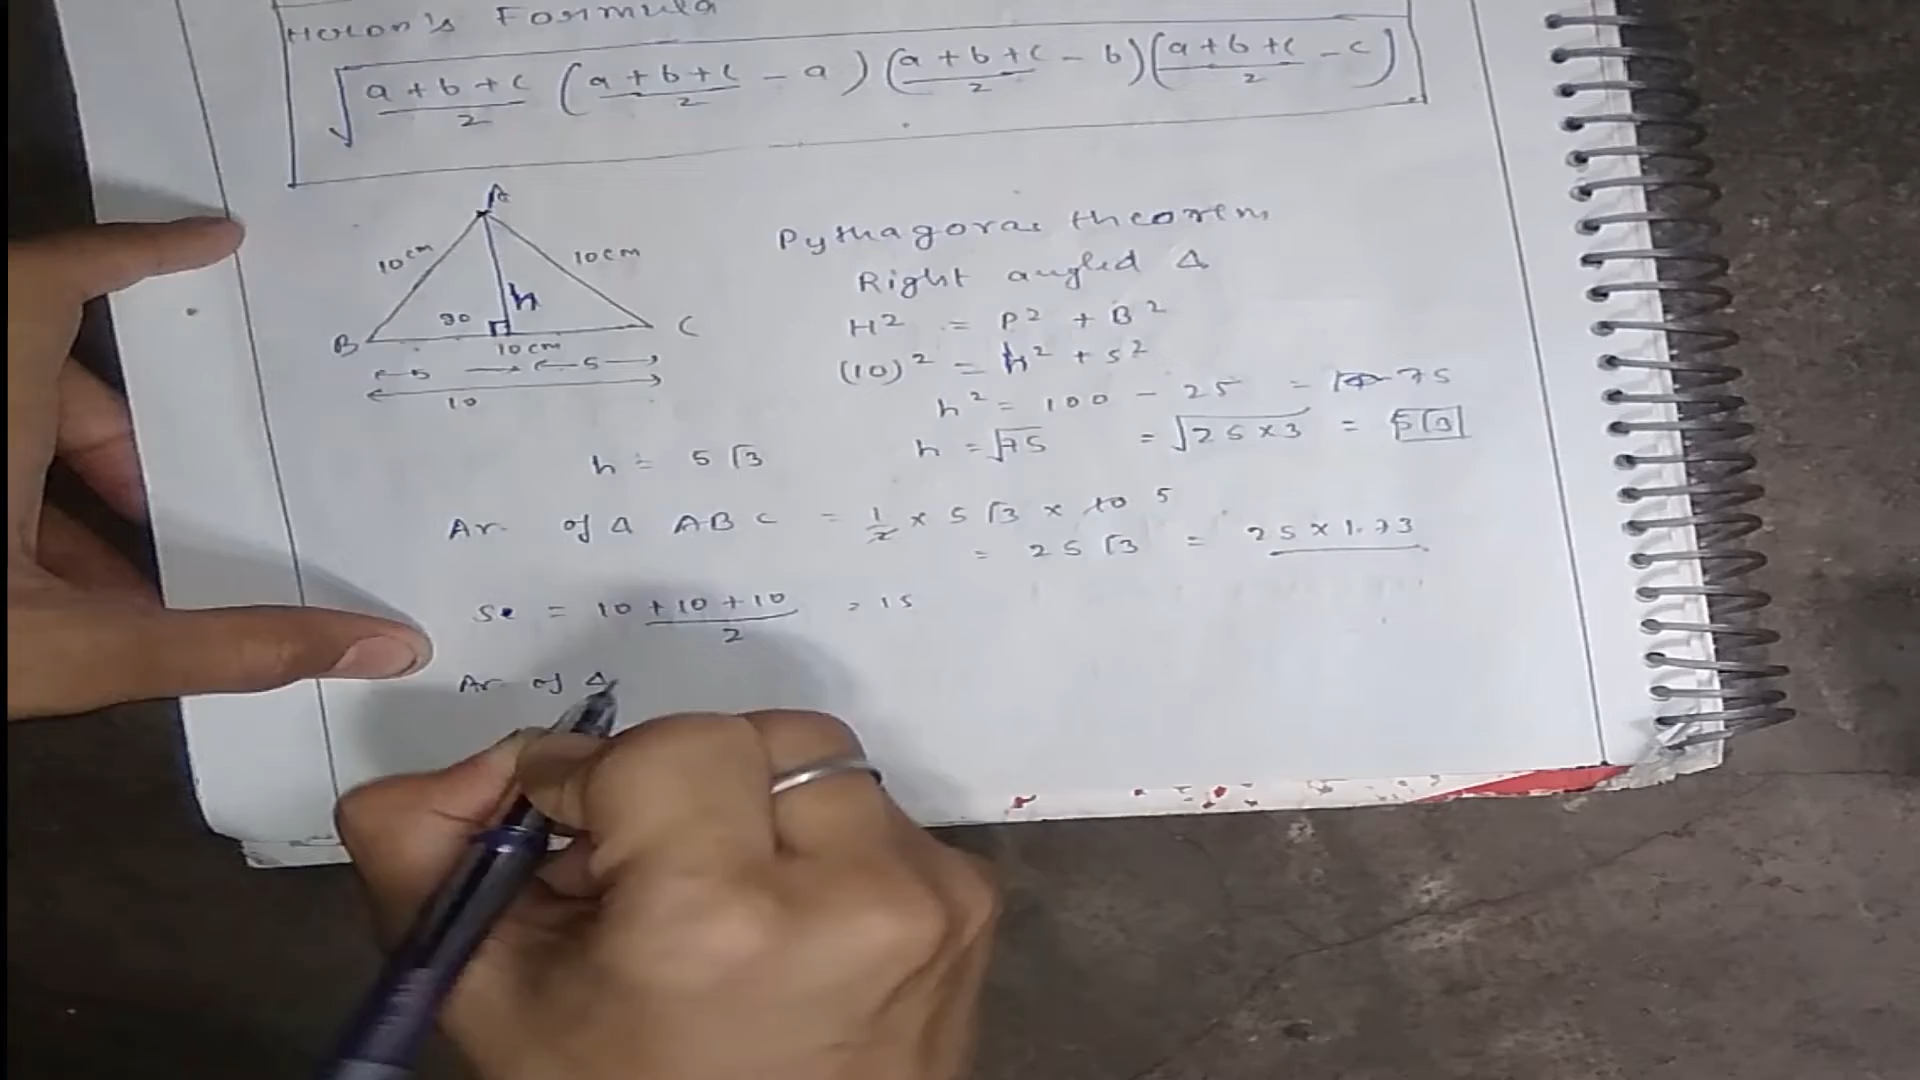 Heron's Formula
√ a+b+c/2 (a+b+c/2 - a) (a+b+c/2 - b) (a+b+c/2 - c)
A
10cm 10cm
h
90
B C
10cm
5 5
10
Pythagoras theorem
Right angled Δ
H² = P² + B²
(10)² = h² + 5²
h² = 100 - 25 = 75
h = √75 = √25×3 = 5√3
h = 5√3
Ar. of Δ ABC = 1/2 × 5√3 × 10 5
= 25√3 = 25 × 1.73
S = 10+10+10/2 = 15
Ar. of Δ